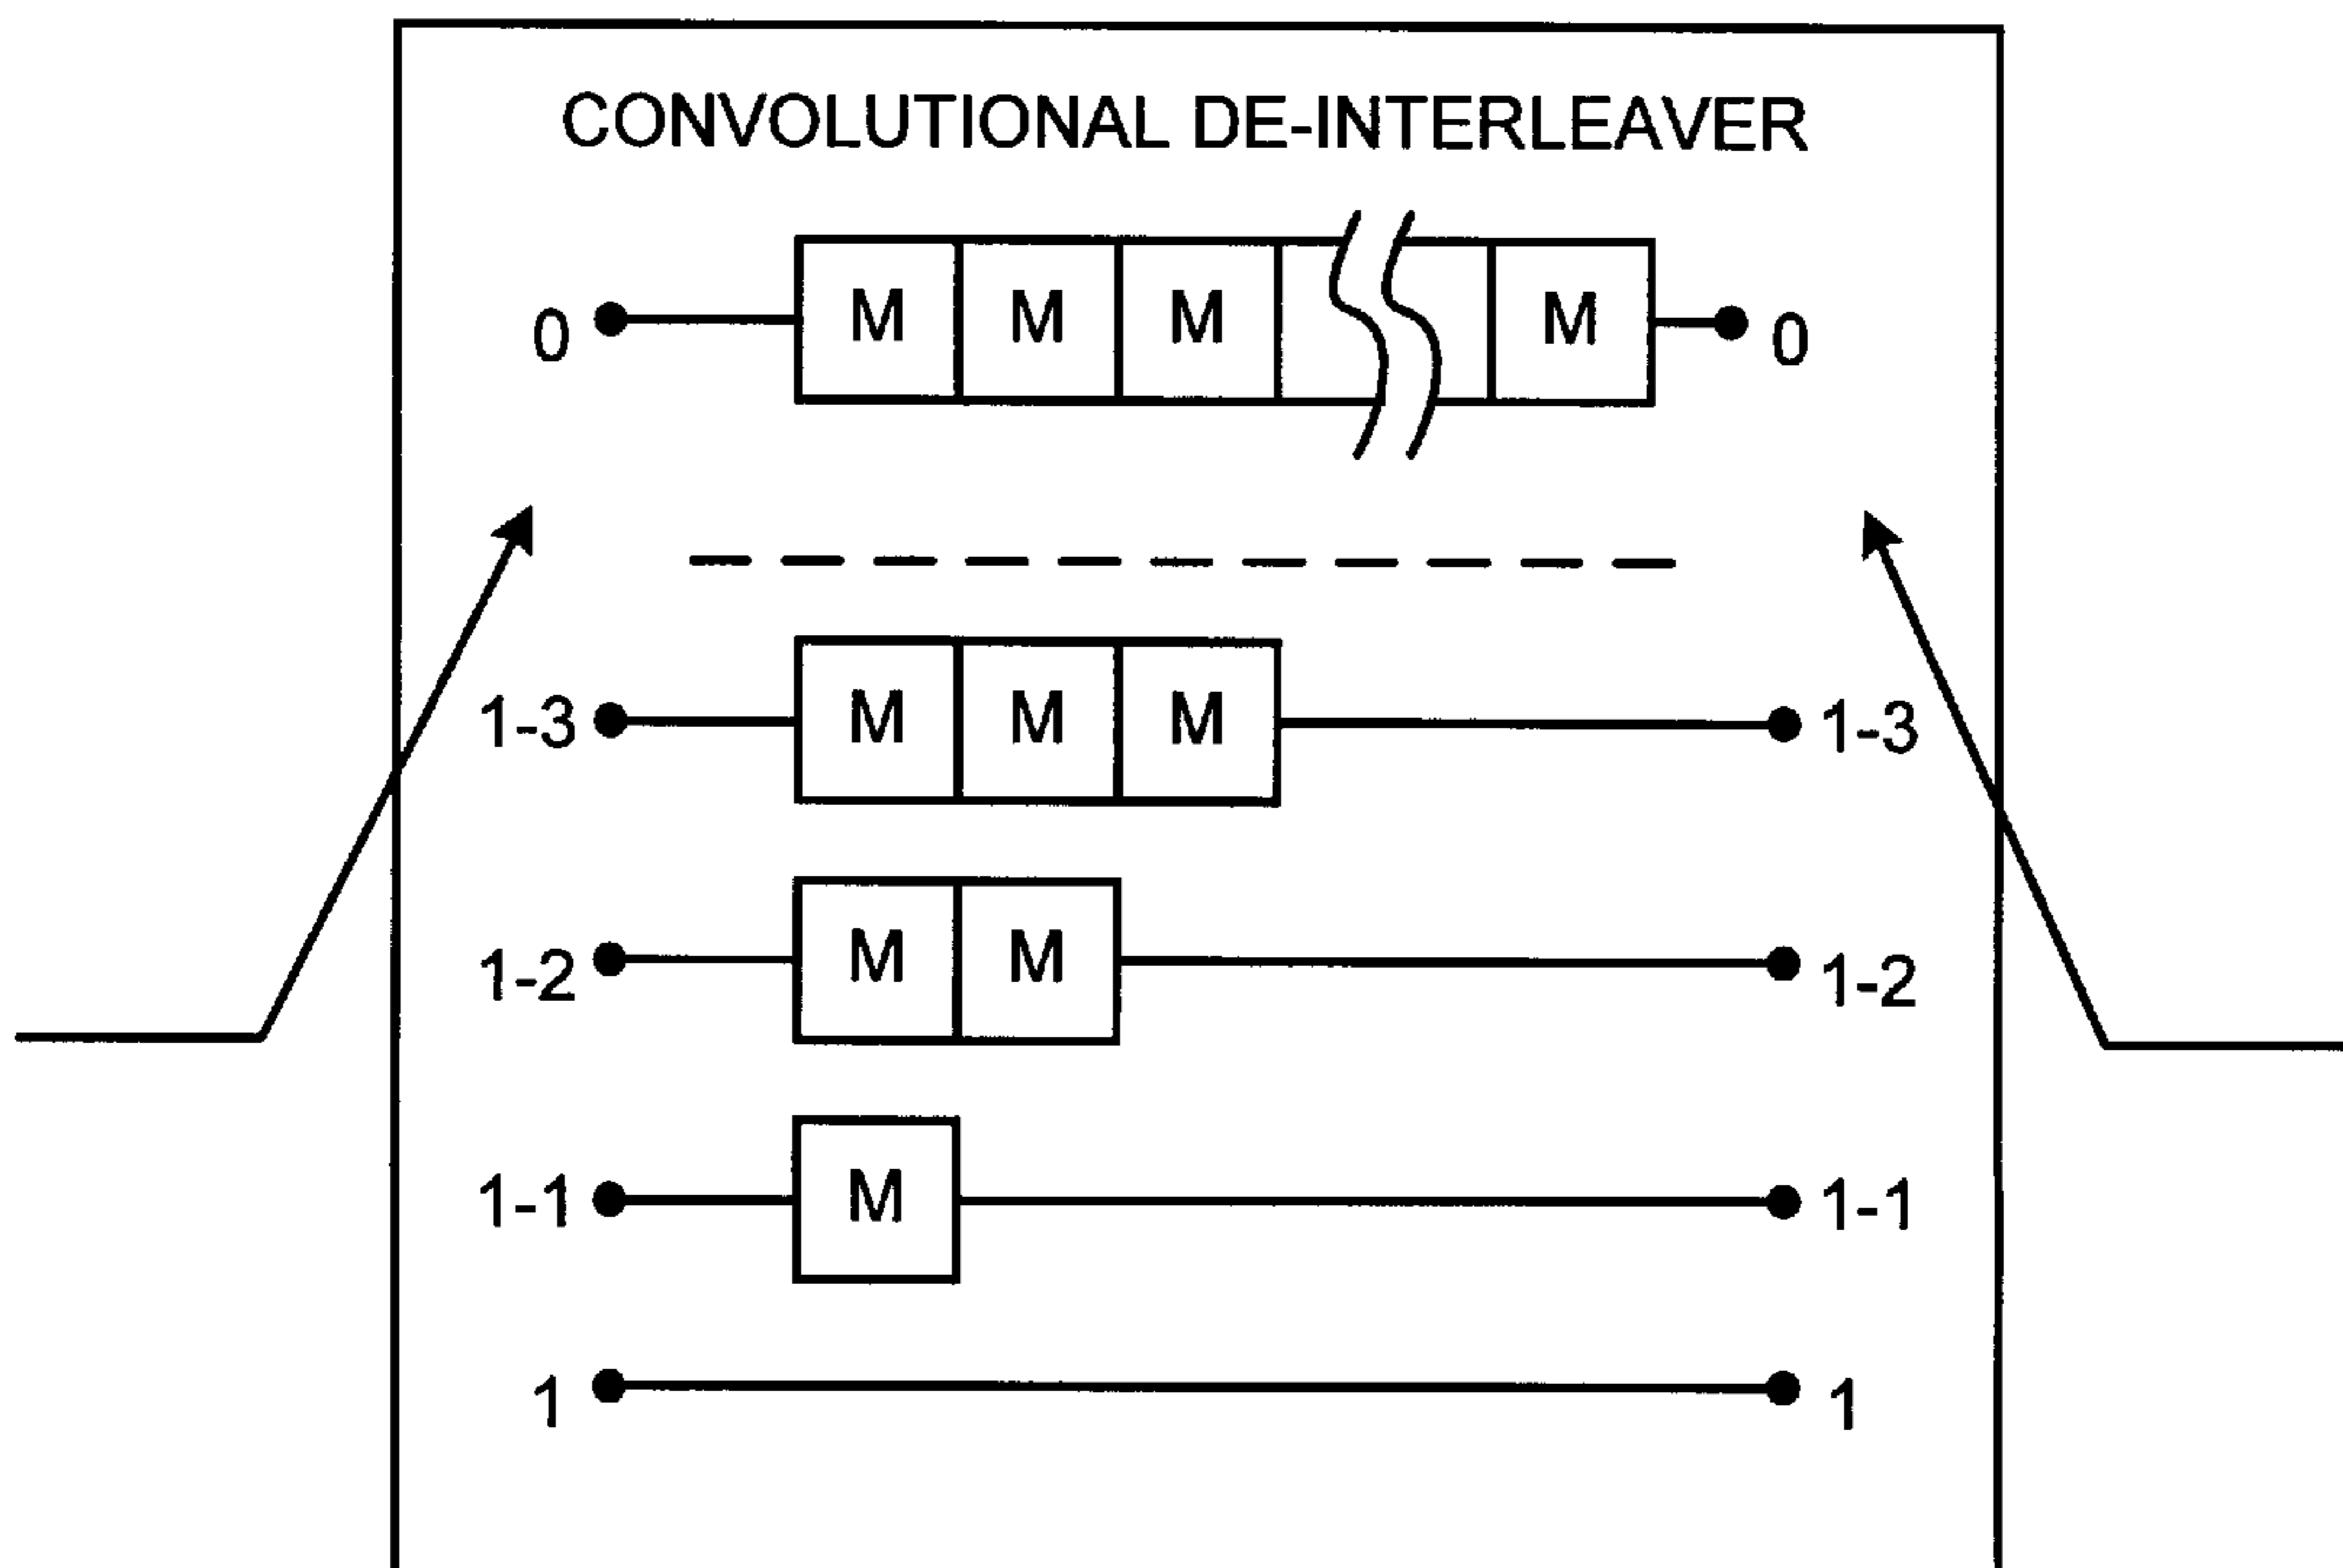 CONVOLUTIONAL DE-INTERLEAVER
0 M M M M 0
1-3 M M M 1-3
1-2 M M 1-2
1-1 M 1-1
1 1